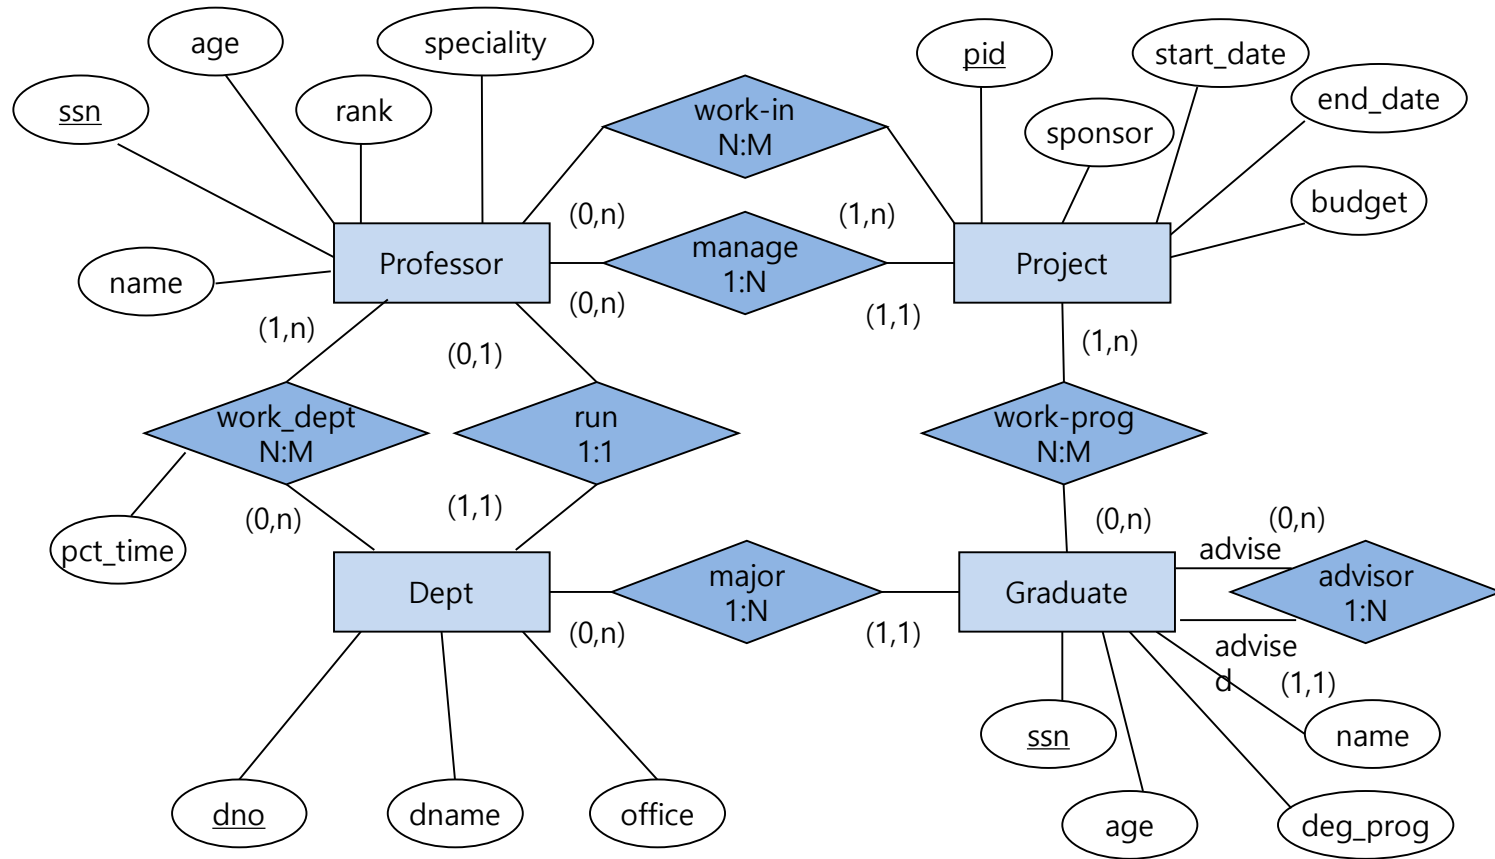 age
speciality
ssn
rank
name
work-in
N:M
pid
start_date
sponsor
end_date
budget
(0,n)
(1,n)
Professor
manage
1:N
Project
(0,n)
(1,1)
(1,n)
(0,1)
(1,n)
work_dept
N:M
run
1:1
work-prog
N:M
(0,n)
(1,1)
(0,n)
(0,n)
pct_time
advise
Dept
major
1:N
Graduate
advisor
1:N
(0,n)
(1,1)
advise
d
(1,1)
ssn
name
dno
dname
office
age
deg_prog